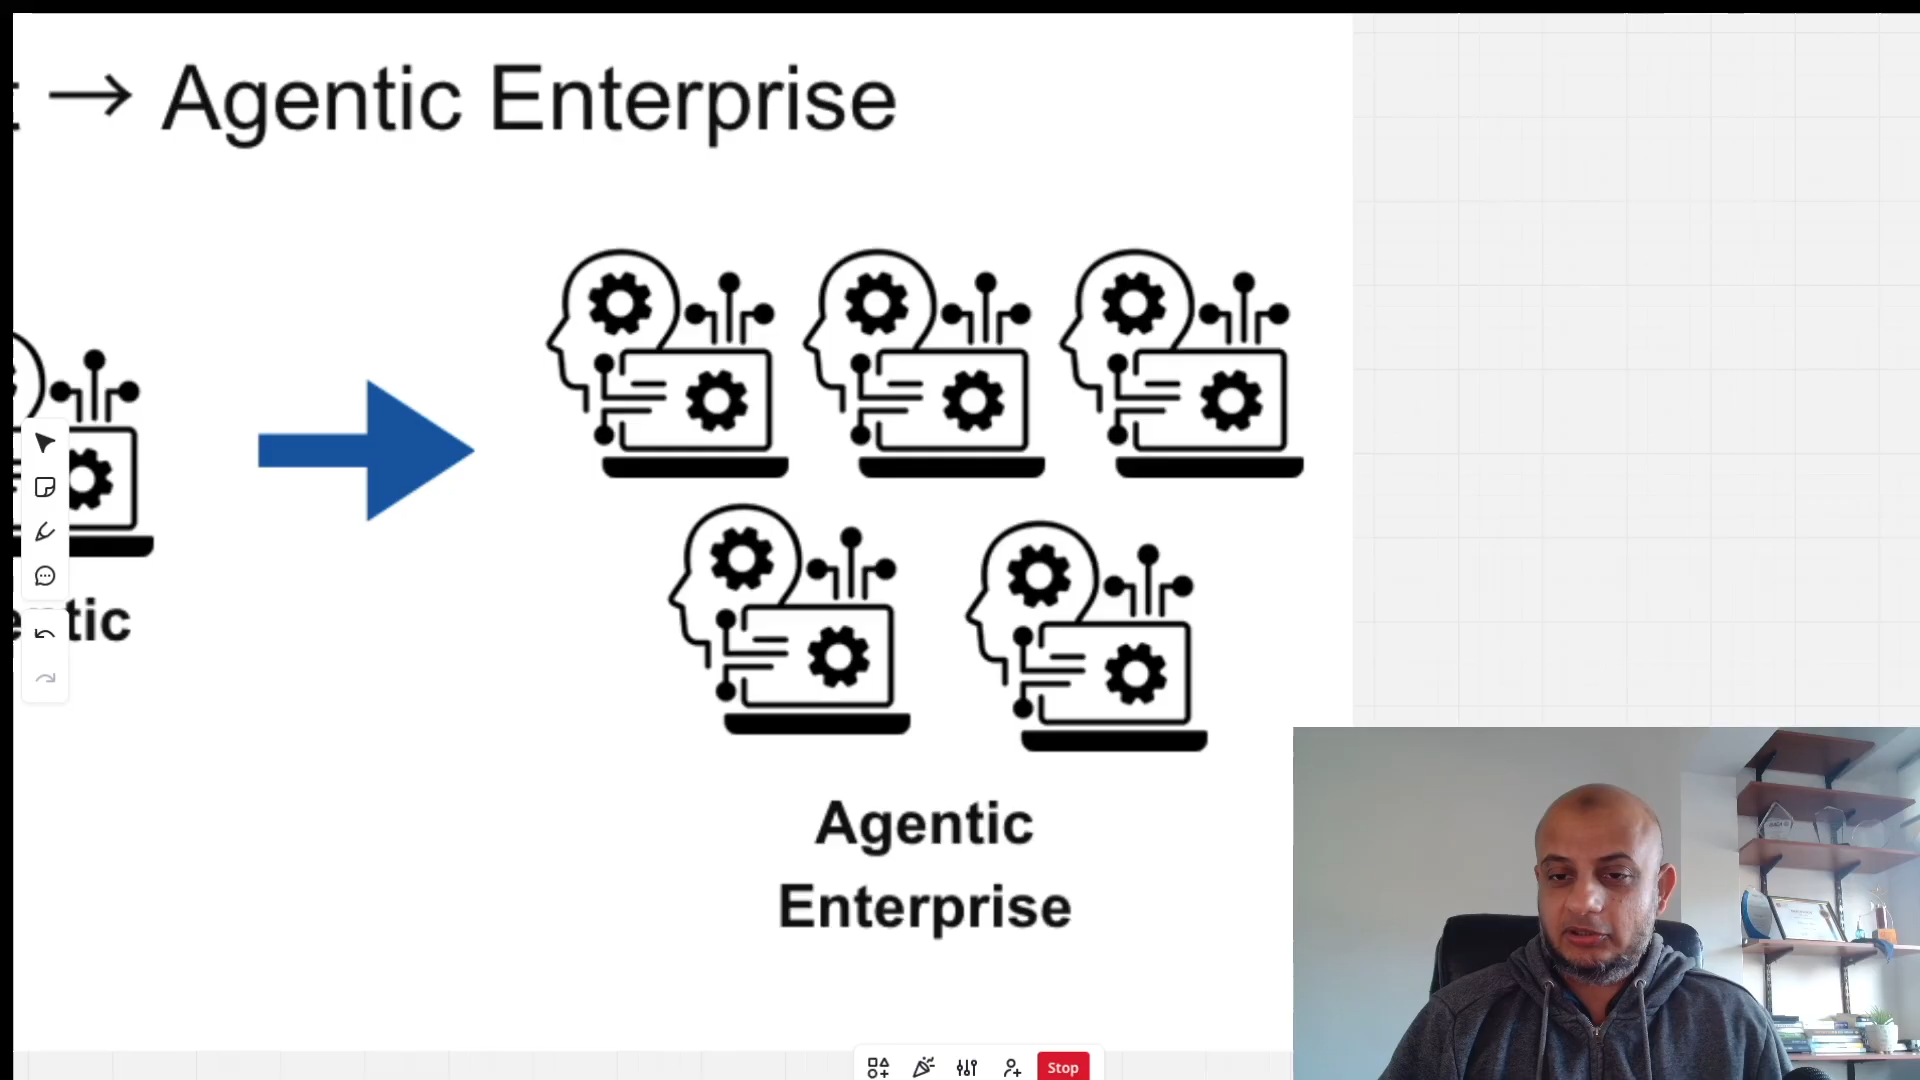 → Agentic Enterprise
tic
Agentic
Enterprise
Stop